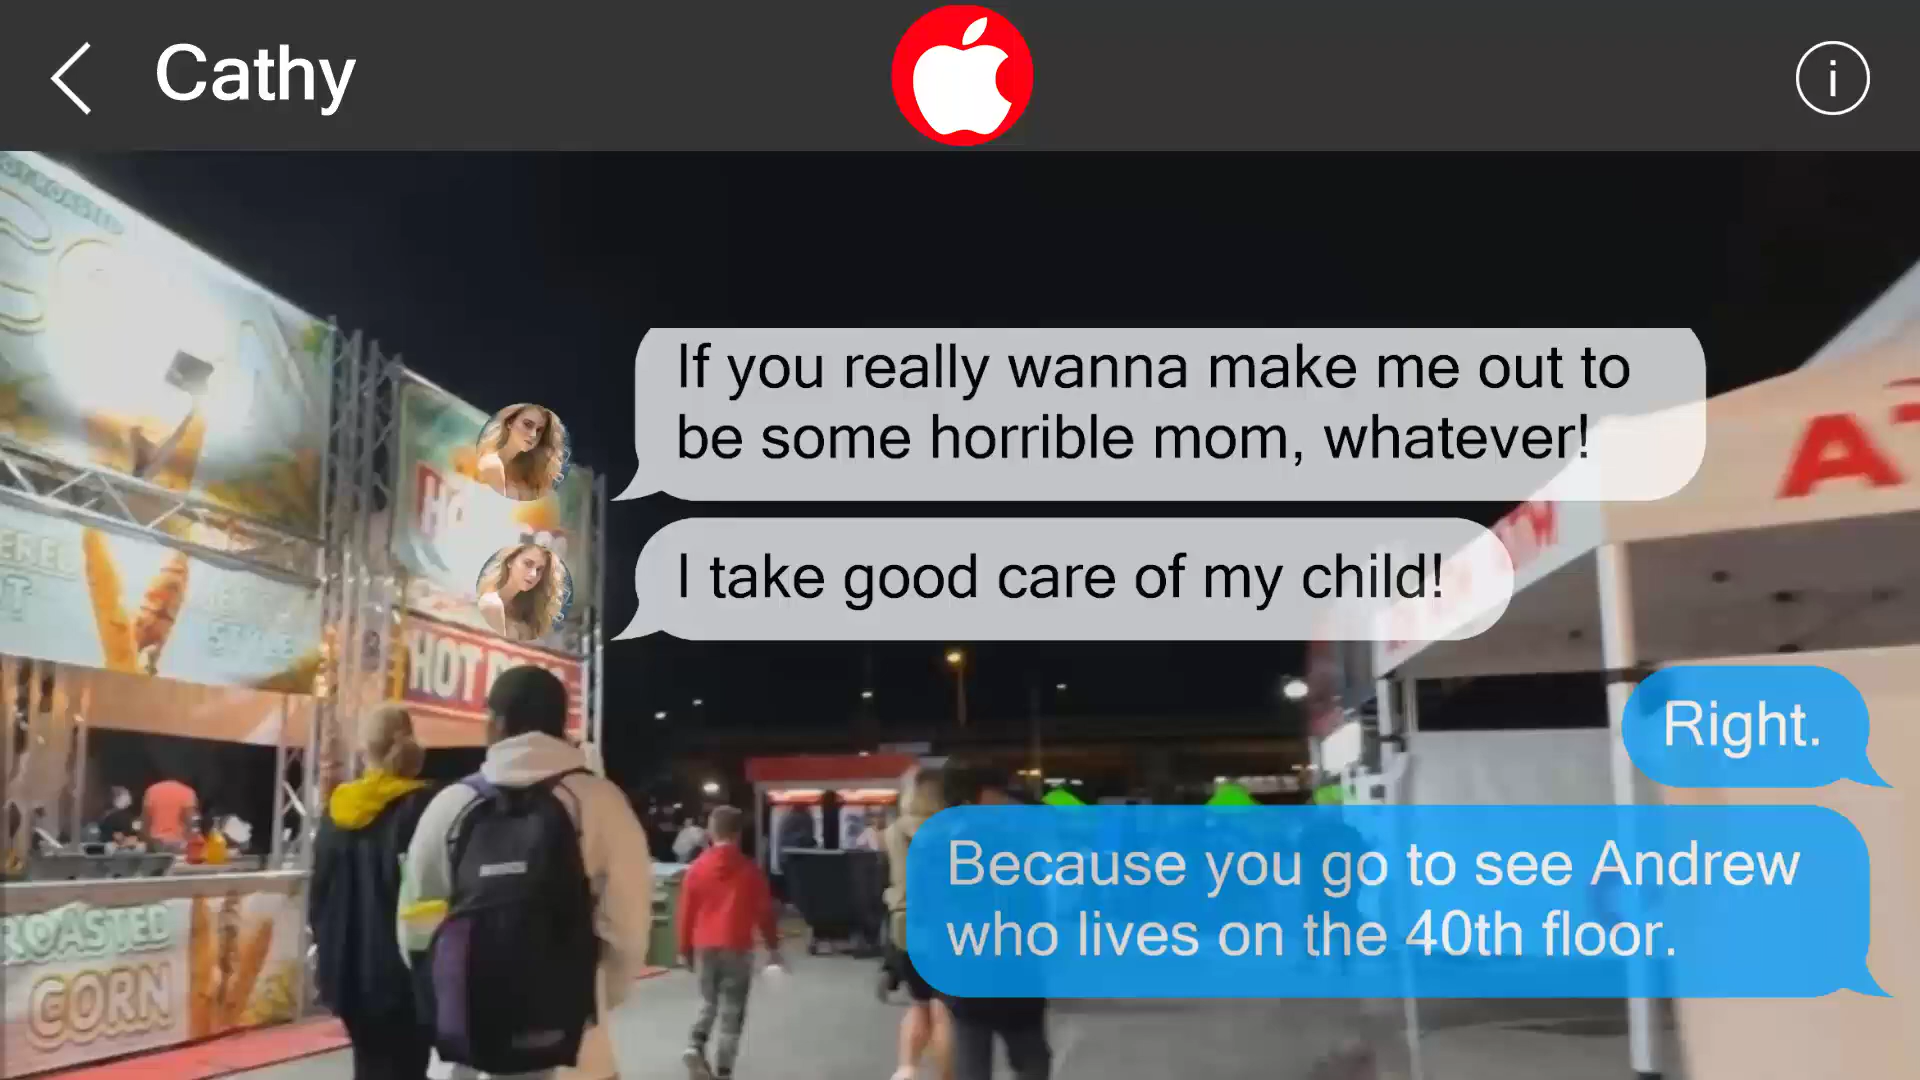 Cathy
If you really wanna make me out to
be some horrible mom, whatever!
I take good care of my child!
HOT
Right.
Because you go to see Andrew
who lives on the 40th floor.
ROASTED
CORN